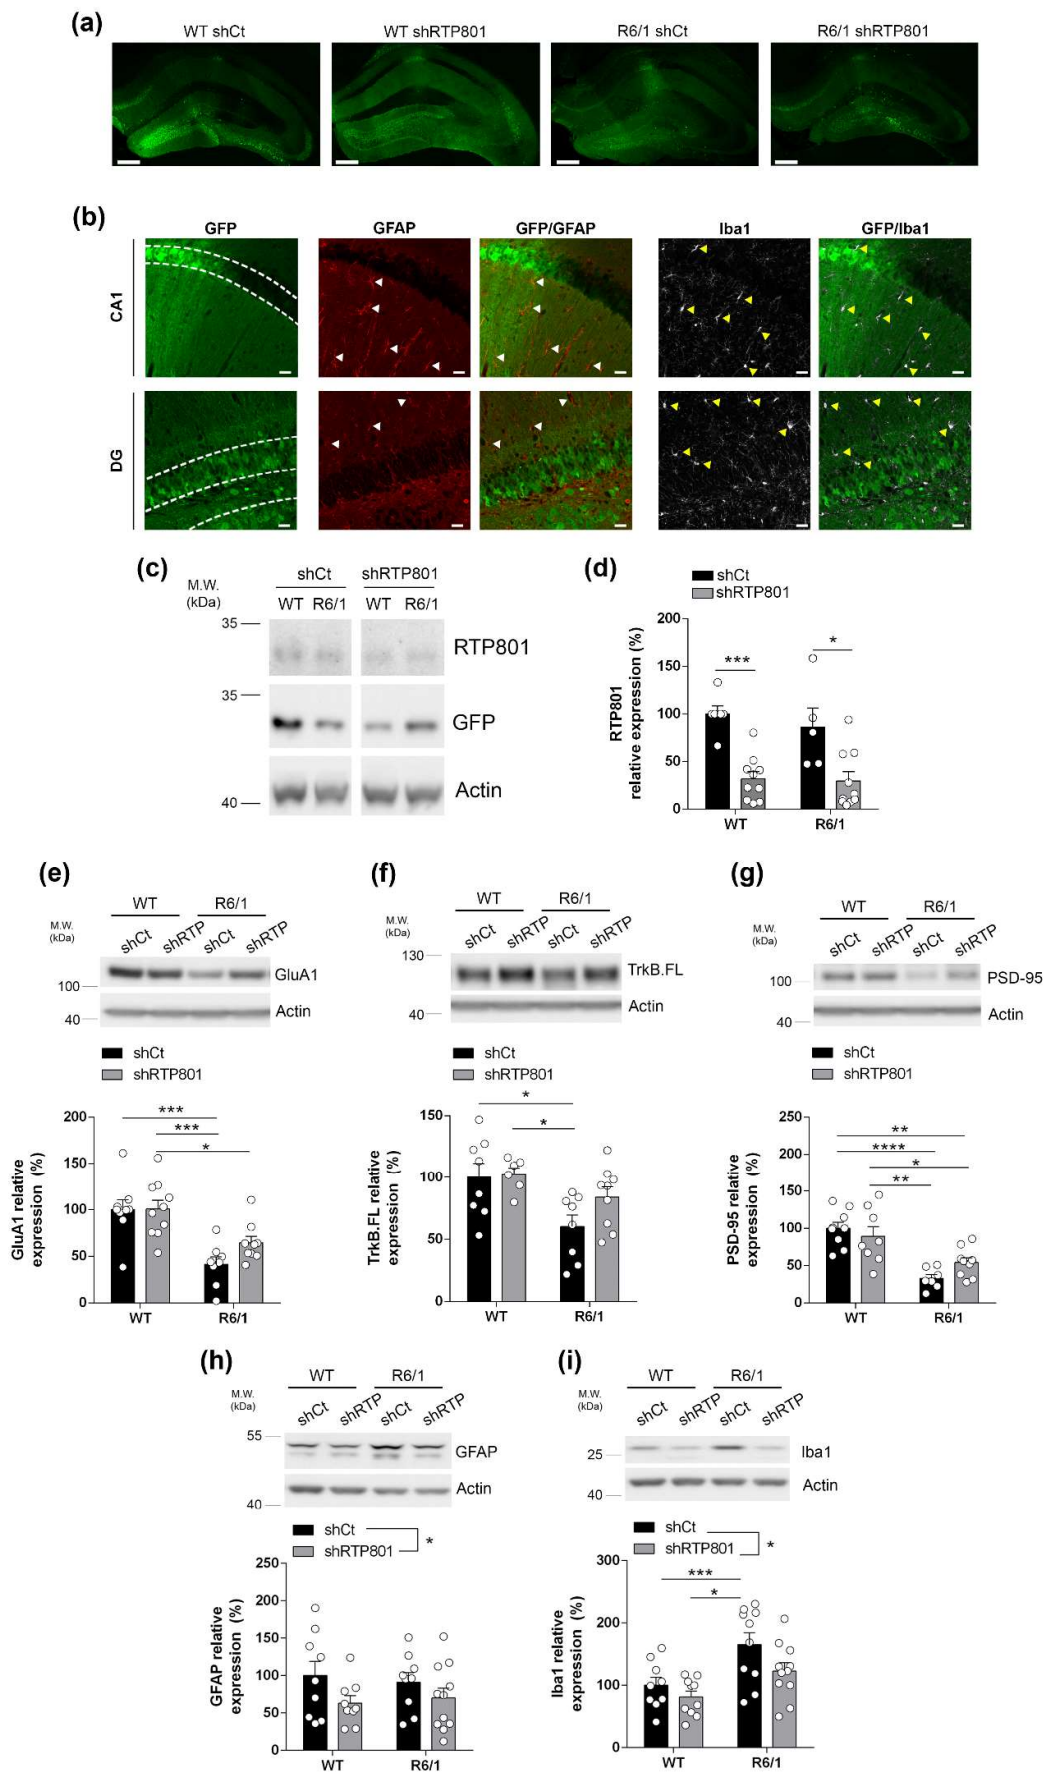 (a)
WT shCt WT shRTP801 R6/1 shCt R6/1 shRTP801
(b)
GFP GFAP GFP/GFAP Iba1 GFP/Iba1
CA1
DG
(c)
shCt shRTP801
M.W.
(kDa)
WT R6/1 WT R6/1
35
RTP801
35
GFP
Actin
40
(d)
shCt
shRTP801
RTP801
relative expression (%)
200
150
100
50
0
*** *
WT R6/1
(e)
WT R6/1
M.W.
(kDa)
shCt shRTP shCt shRTP
GluA1
100
Actin
40
shCt
shRTP801
GluA1 relative
expression (%)
200
150
100
50
0
***
***
*
WT R6/1
(f)
WT R6/1
M.W.
(kDa)
shCt shRTP shCt shRTP
130
TrkB.FL
Actin
40
shCt
shRTP801
TrkB.FL relative
expression (%)
150
100
50
0
*
*
WT R6/1
(g)
WT R6/1
M.W.
(kDa)
shCt shRTP shCt shRTP
100
PSD-95
Actin
40
shCt
shRTP801
PSD-95 relative
expression (%)
250
200
150
100
50
0
**
****
*
**
WT R6/1
(h)
WT R6/1
M.W.
(kDa)
shCt shRTP shCt shRTP
55
GFAP
Actin
40
shCt
shRTP801
*
GFAP relative
expression (%)
250
200
150
100
50
0
WT R6/1
(i)
WT R6/1
M.W.
(kDa)
shCt shRTP shCt shRTP
Iba1
25
Actin
40
shCt
shRTP801
*
Iba1 relative
expression (%)
300
200
100
0
***
*
WT R6/1